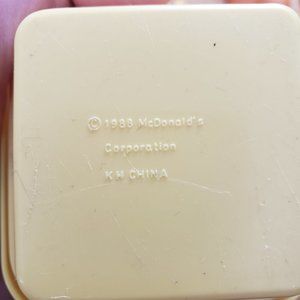 © 1988 McDonald's
Corporation
KH CHINA